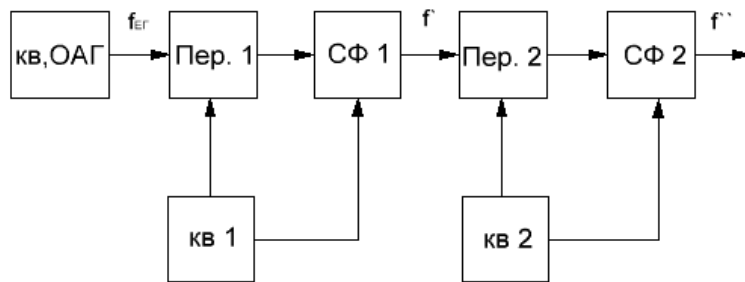 кв,ОАГ
fЕГ
Пер. 1
СФ 1
f`
Пер. 2
СФ 2
f``
кв 1
кв 2